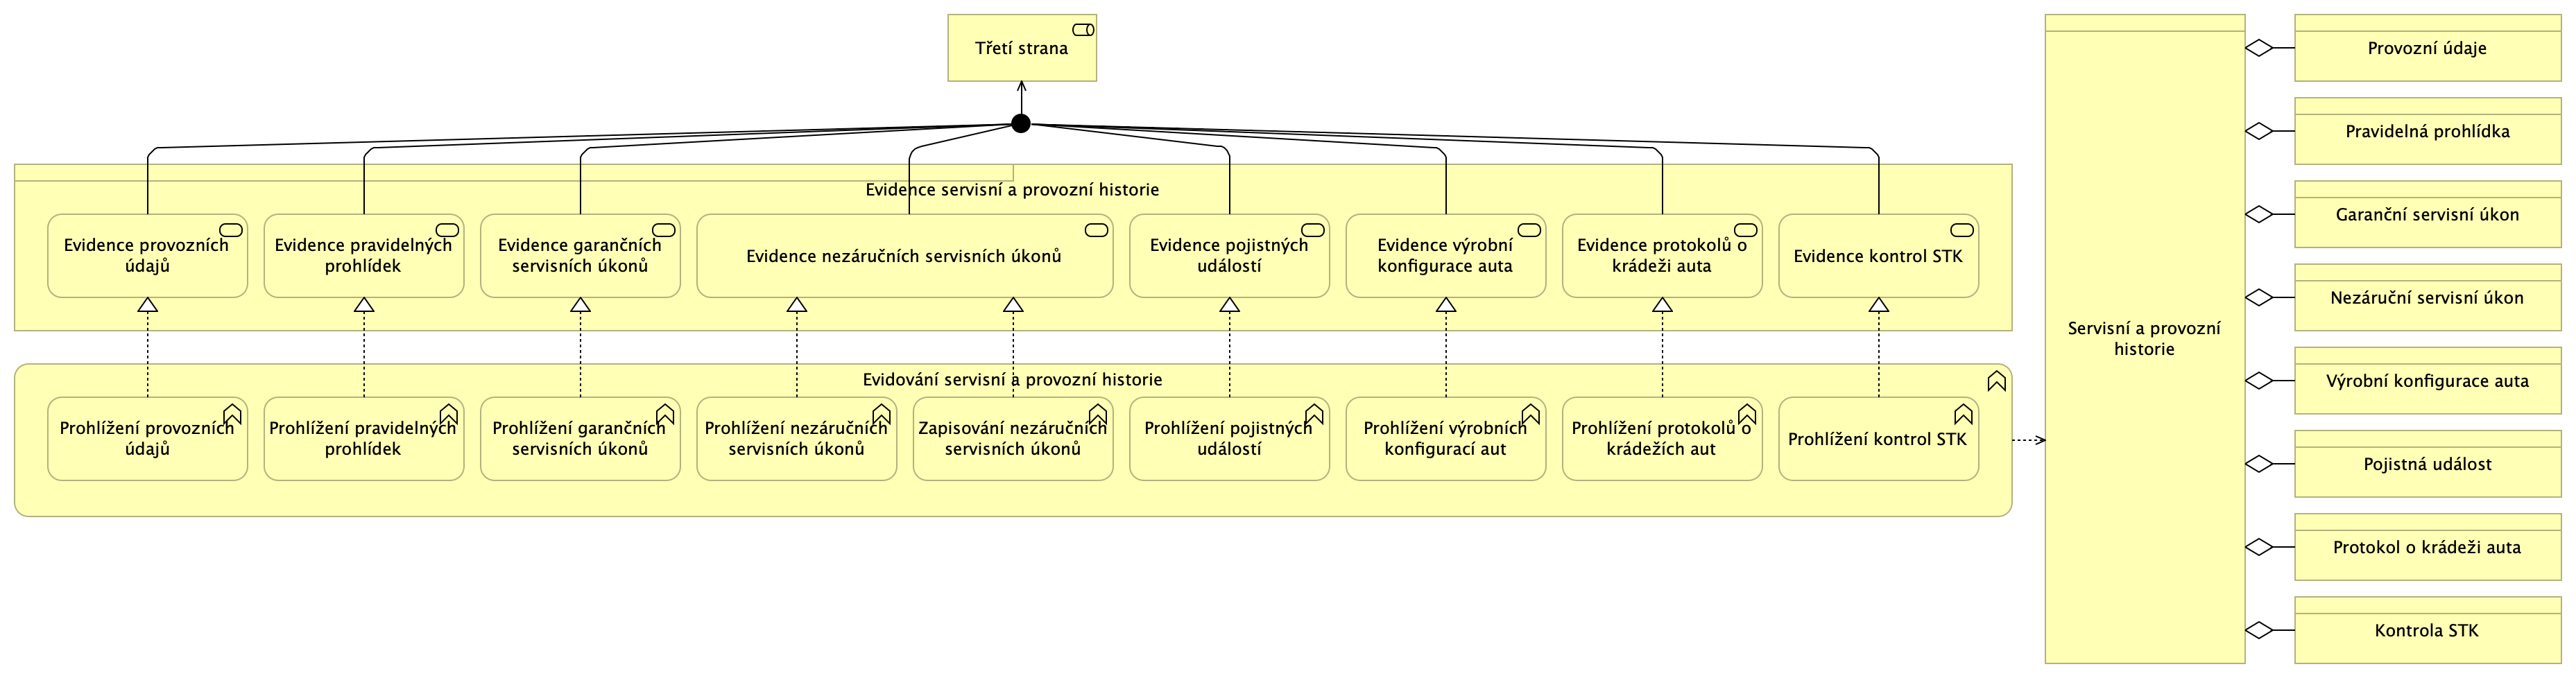 Třetí strana
Evidence servisní a provozní historie
Evidence provozních
údajů
Evidence pravidelných
prohlídek
Evidence garančních
servisních úkonů
Evidence nezáručních servisních úkonů
Evidence pojistných
událostí
Evidence výrobní
konfigurace auta
Evidence protokolů o
krádeži auta
Evidence kontrol STK
Evidování servisní a provozní historie
Prohlížení provozních
údajů
Prohlížení pravidelných
prohlídek
Prohlížení garančních
servisních úkonů
Prohlížení nezáručních
servisních úkonů
Zapisování nezáručních
servisních úkonů
Prohlížení pojistných
událostí
Prohlížení výrobních
konfigurací aut
Prohlížení protokolů o
krádežích aut
Prohlížení kontrol STK
Servisní a provozní
historie
Provozní údaje
Pravidelná prohlídka
Garanční servisní úkon
Nezáruční servisní úkon
Výrobní konfigurace auta
Pojistná událost
Protokol o krádeži auta
Kontrola STK